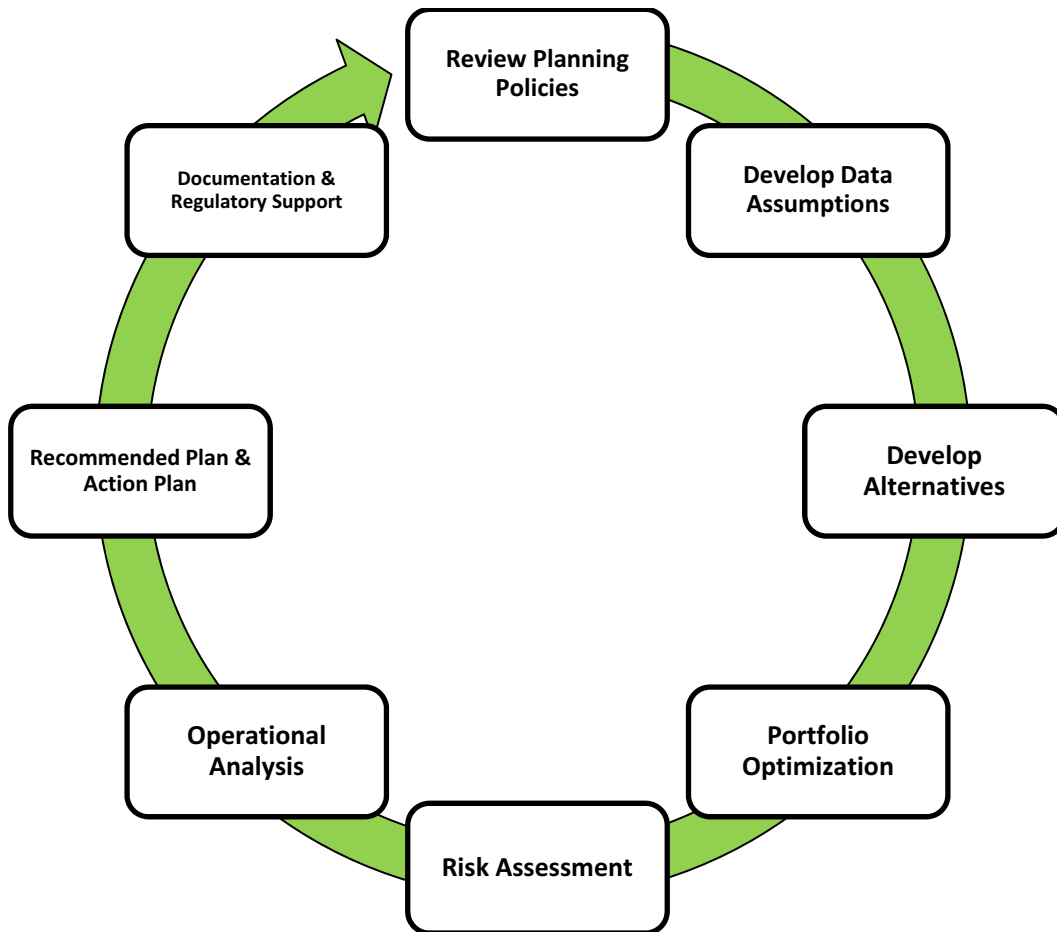 Review Planning
Policies
Develop Data
Assumptions
Develop
Alternatives
Portfolio
Optimization
Risk Assessment
Operational
Analysis
Recommended Plan &
Action Plan
Documentation &
Regulatory Support